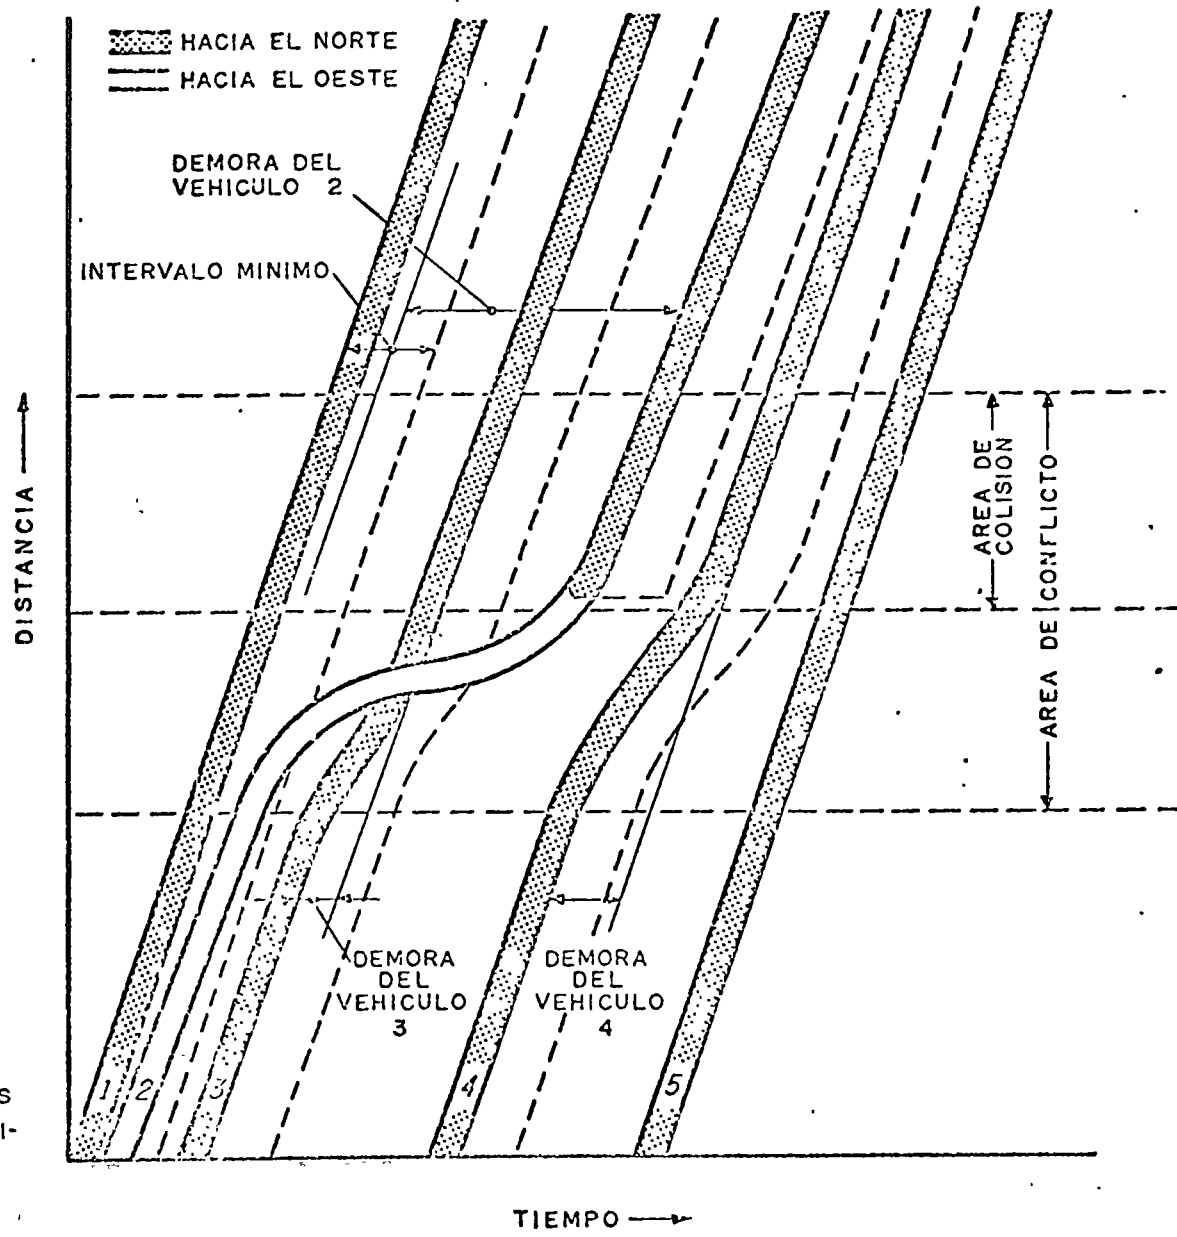 HACIA EL NORTE
HACIA EL OESTE
DEMORA DEL
VEHICULO 2
INTERVALO MINIMO
DISTANCIA
AREA DE
COLISION
AREA DE CONFLICTO
DEMORA
DEL
VEHICULO
3
DEMORA
DEL
VEHICULO
4
1
2
3
4
5
S
I-
TIEMPO